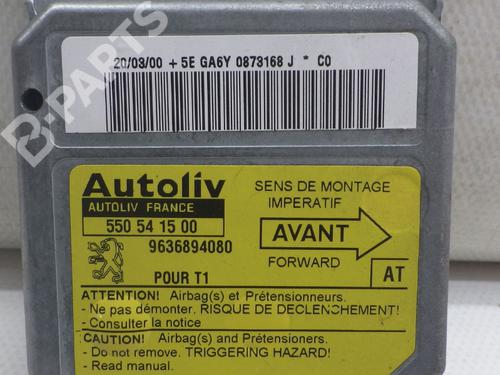 20/03/00 + 5E GA6Y 0873168 J * C0
B-PARTS
Autoliv
AUTOLIV FRANCE
550 54 15 00
9636894080
POUR T1
SENS DE MONTAGE
IMPERATIF
AVANT
FORWARD
AT
ATTENTION! Airbag(s) et Prétensionneurs.
- Ne pas démonter. RISQUE DE DECLENCHEMENT!
- Consulter la notice
CAUTION! Airbag(s) and Pretensioners.
- Do not remove. TRIGGERING HAZARD!
- Read manual.